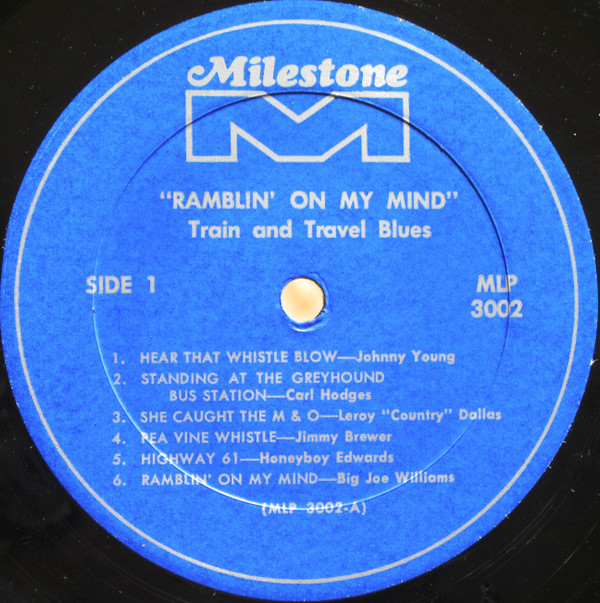 Milestone
M
"RAMBLIN' ON MY MIND"
Train and Travel Blues
SIDE 1
MLP
3002
1. HEAR THAT WHISTLE BLOW—Johnny Young
2. STANDING AT THE GREYHOUND
BUS STATION—Carl Hodges
3. SHE CAUGHT THE M & O—Leroy "Country" Dallas
4. PEA VINE WHISTLE—Jimmy Brewer
5. HIGHWAY 61—Honeyboy Edwards
6. RAMBLIN' ON MY MIND—Big Joe Williams
(MLP 3002-A)